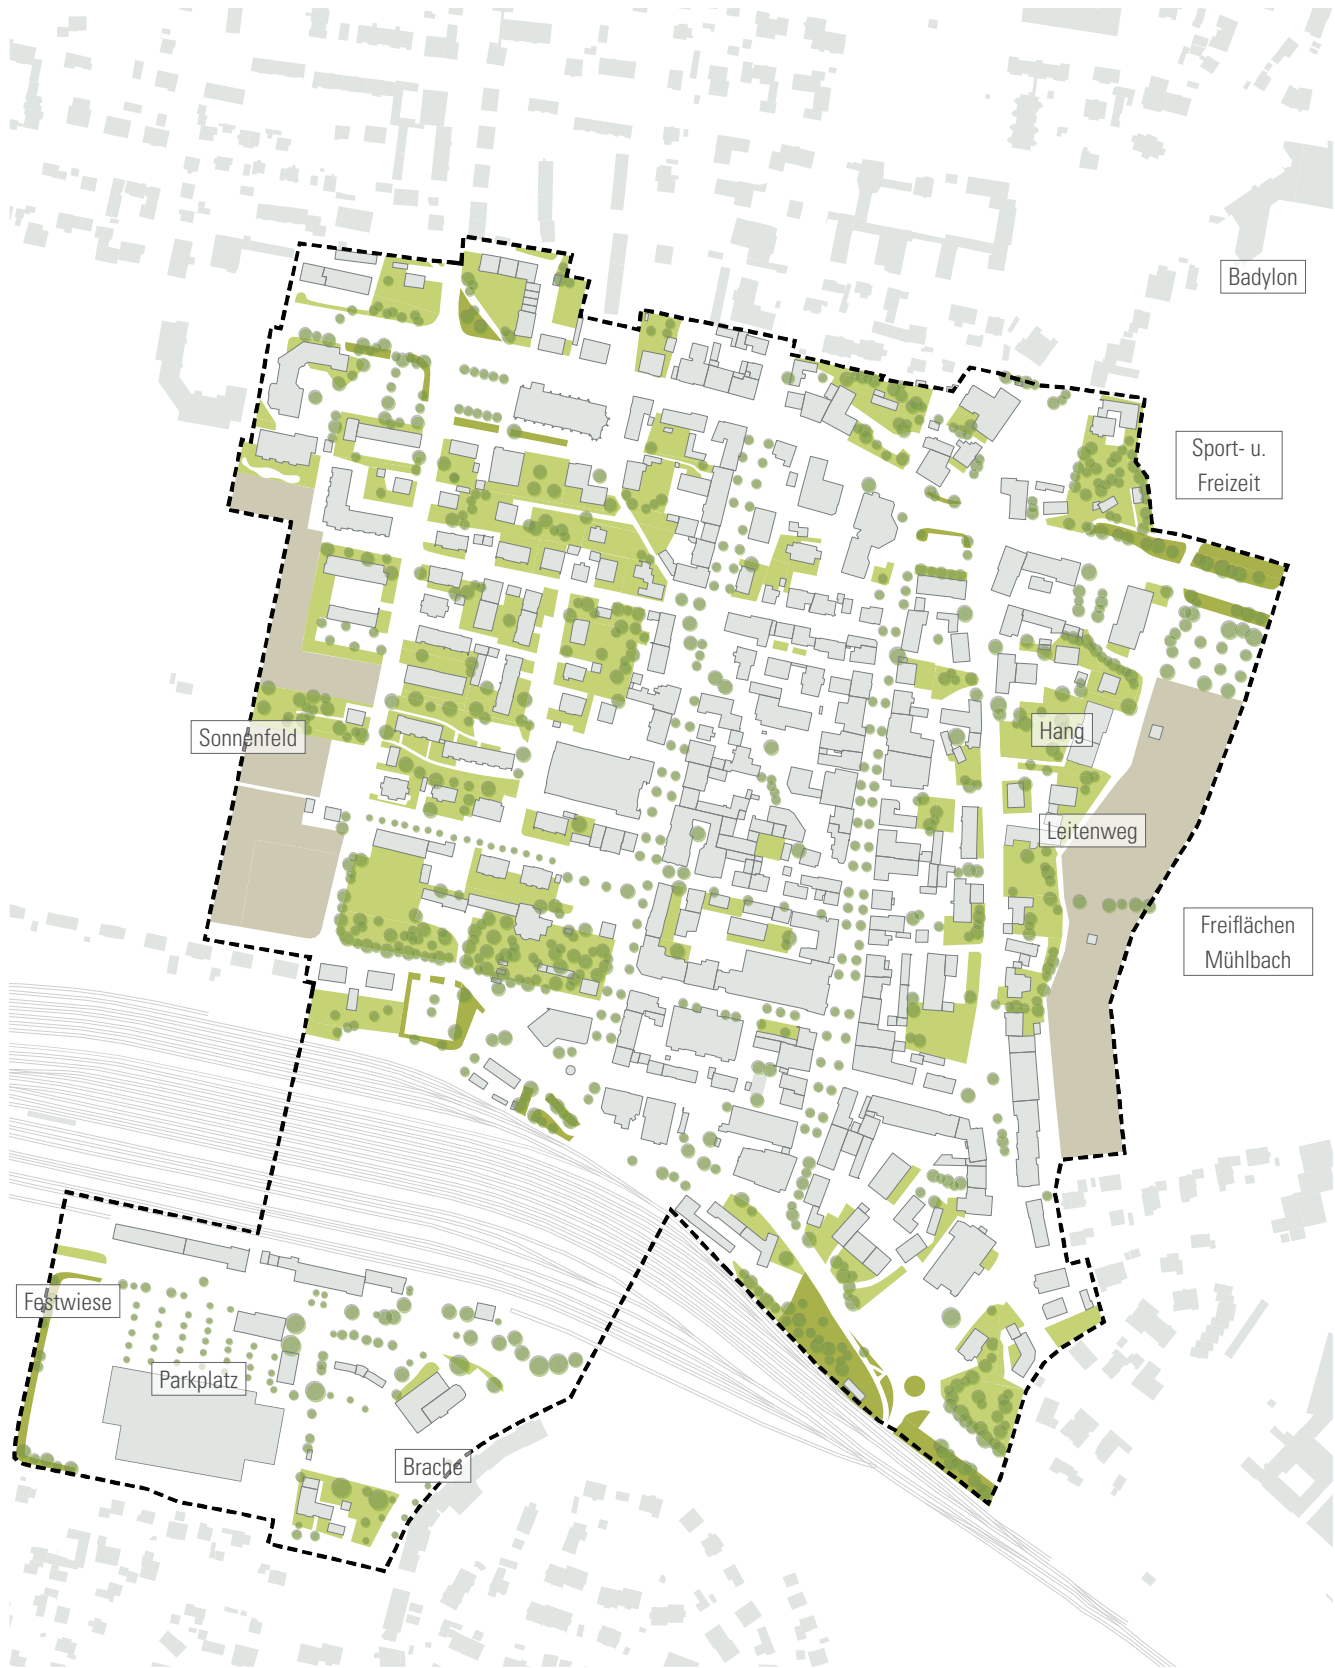 Badylon
Sport- u.
Freizeit
Sonnenfeld
Hang
Leitenweg
Freiflächen
Mühlbach
Festwiese
Parkplatz
Brache